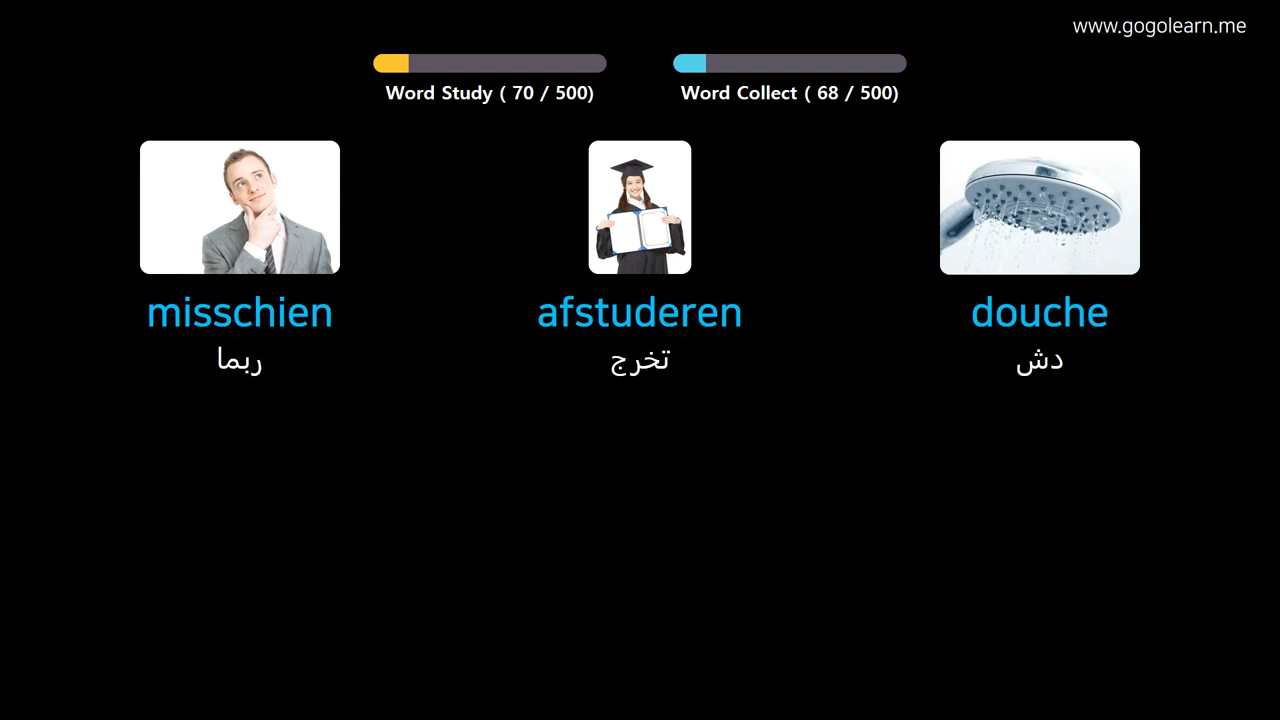 www.gogolearn.me
Word Study ( 70 / 500)
Word Collect ( 68 / 500)
misschien
ربما
afstuderen
تخرج
douche
دش